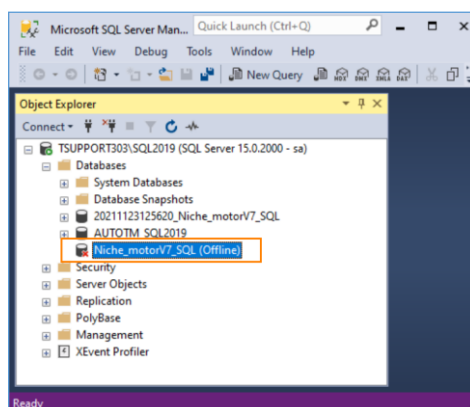 Microsoft SQL Server Man...
Quick Launch (Ctrl+Q)
File Edit View Debug Tools Window Help
New Query
Object Explorer
Connect
TSUPPORT303\SQL2019 (SQL Server 15.0.2000 - sa)
Databases
System Databases
Database Snapshots
20211123125620_Niche_motorV7_SQL
AUTOTM_SQL2019
Niche_motorV7_SQL (Offline)
Security
Server Objects
Replication
PolyBase
Management
XEvent Profiler
Ready